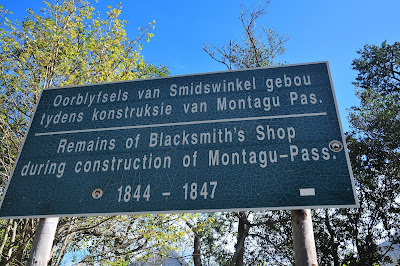 Oorblyfsels van Smidswinkel gebou
tydens konstruksie van Montagu Pas.
Remains of Blacksmith's Shop
during construction of Montagu-Pass.
1844 - 1847